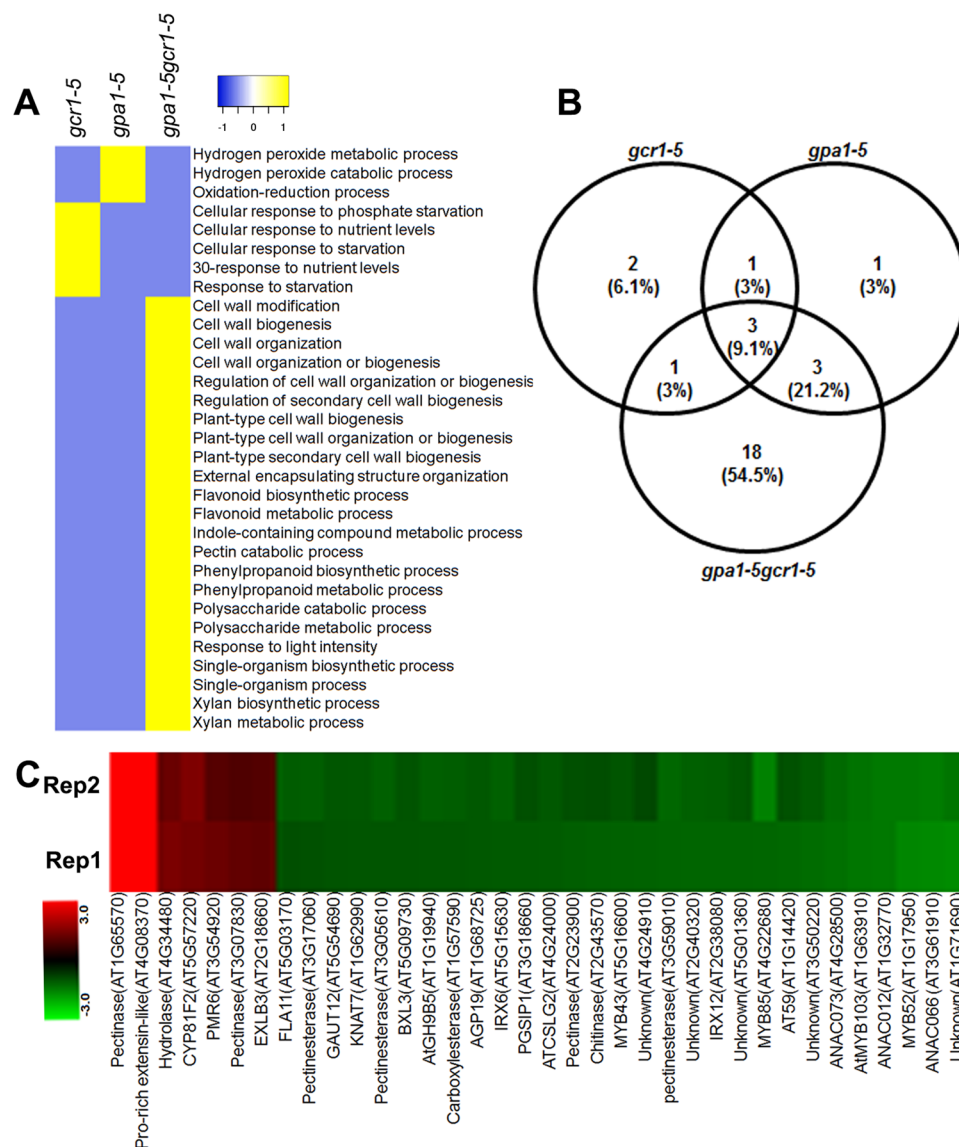 A
gcr1-5
gpa1-5
gpa1-5gcr1-5
-1 0 1
Hydrogen peroxide metabolic process
Hydrogen peroxide catabolic process
Oxidation-reduction process
Cellular response to phosphate starvation
Cellular response to nutrient levels
Cellular response to starvation
30-response to nutrient levels
Response to starvation
Cell wall modification
Cell wall biogenesis
Cell wall organization
Cell wall organization or biogenesis
Regulation of cell wall organization or biogenesis
Regulation of secondary cell wall biogenesis
Plant-type cell wall biogenesis
Plant-type cell wall organization or biogenesis
Plant-type secondary cell wall biogenesis
External encapsulating structure organization
Flavonoid biosynthetic process
Flavonoid metabolic process
Indole-containing compound metabolic process
Pectin catabolic process
Phenylpropanoid biosynthetic process
Phenylpropanoid metabolic process
Polysaccharide catabolic process
Polysaccharide metabolic process
Response to light intensity
Single-organism biosynthetic process
Single-organism process
Xylan biosynthetic process
Xylan metabolic process
B
gcr1-5
gpa1-5
2
(6.1%)
1
(3%)
1
(3%)
3
(9.1%)
1
(3%)
3
(21.2%)
18
(54.5%)
gpa1-5gcr1-5
C
Rep2
Rep1
3.0
-3.0
Pectinase(AT1G65570)
Pro-rich extensin-like(AT4G08370)
Hydrolase(AT4G34480)
CYP81F2(AT5G57220)
PMR6(AT3G54920)
Pectinase(AT3G07830)
EXLB3(AT2G18660)
FLA11(AT5G03170)
Pectinesterase(AT3G17060)
GAUT12(AT5G54690)
KNAT7(AT1G62990)
Pectinesterase(AT3G05610)
BXL3(AT5G09730)
AtGH9B5(AT1G19940)
Carboxylesterase(AT1G57590)
AGP19(AT1G68725)
IRX6(AT5G15630)
PGSIP1(AT3G18660)
ATCSLG2(AT4G24000)
Pectinase(AT2G23900)
Chitinase(AT2G43570)
MYB43(AT5G16600)
Unknown(AT4G24910)
pectinesterase(AT3G59010)
Unknown(AT2G40320)
IRX12(AT2G38080)
Unknown(AT5G01360)
MYB85(AT4G22680)
AT59(AT1G14420)
Unknown(AT3G50220)
ANAC073(AT4G28500)
AtMYB103(AT1G63910)
ANAC012(AT1G32770)
MYB52(AT1G17950)
ANAC066(AT3G61910)
Unknown(AT1G71690)